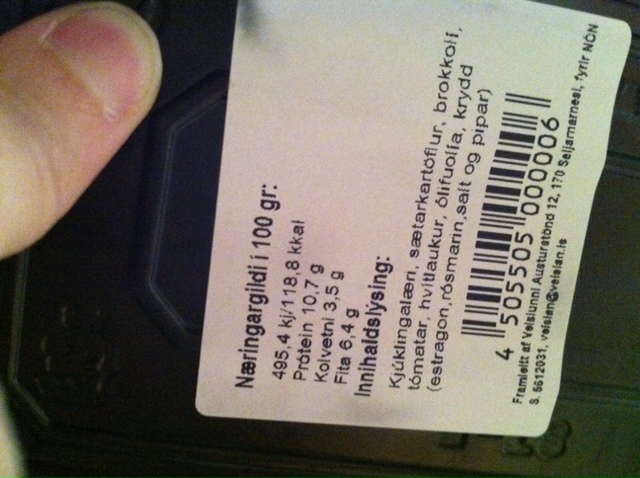 Næringargildi í 100 gr:
495,4 kj/118,8 kkal
Prótein 10,7 g
Kolvetni 3,5 g
Fita 6,4 g
Innihaldslýsing:
Kjúklingalæri, sætarkartöflur, brokkolí,
tómatar, hvítlaukur, ólífuolía, krydd
(estragon,rósmarin,salt og pipar)
4 505505 000006
Framleitt af Veislunni Austurströnd 12, 170 Seltjarnarnesi, fyrir NÓN
S. 5612031, veislan@veislan.is